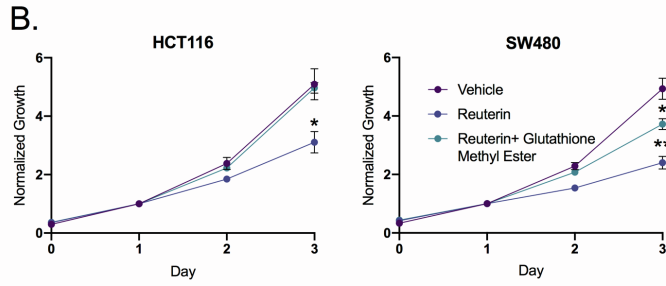 B.
HCT116
Normalized Growth
6
4
2
0
*
0 1 2 3
Day
SW480
Normalized Growth
6
4
2
0
Vehicle
Reuterin
Reuterin+ Glutathione
Methyl Ester
*
**
0 1 2 3
Day